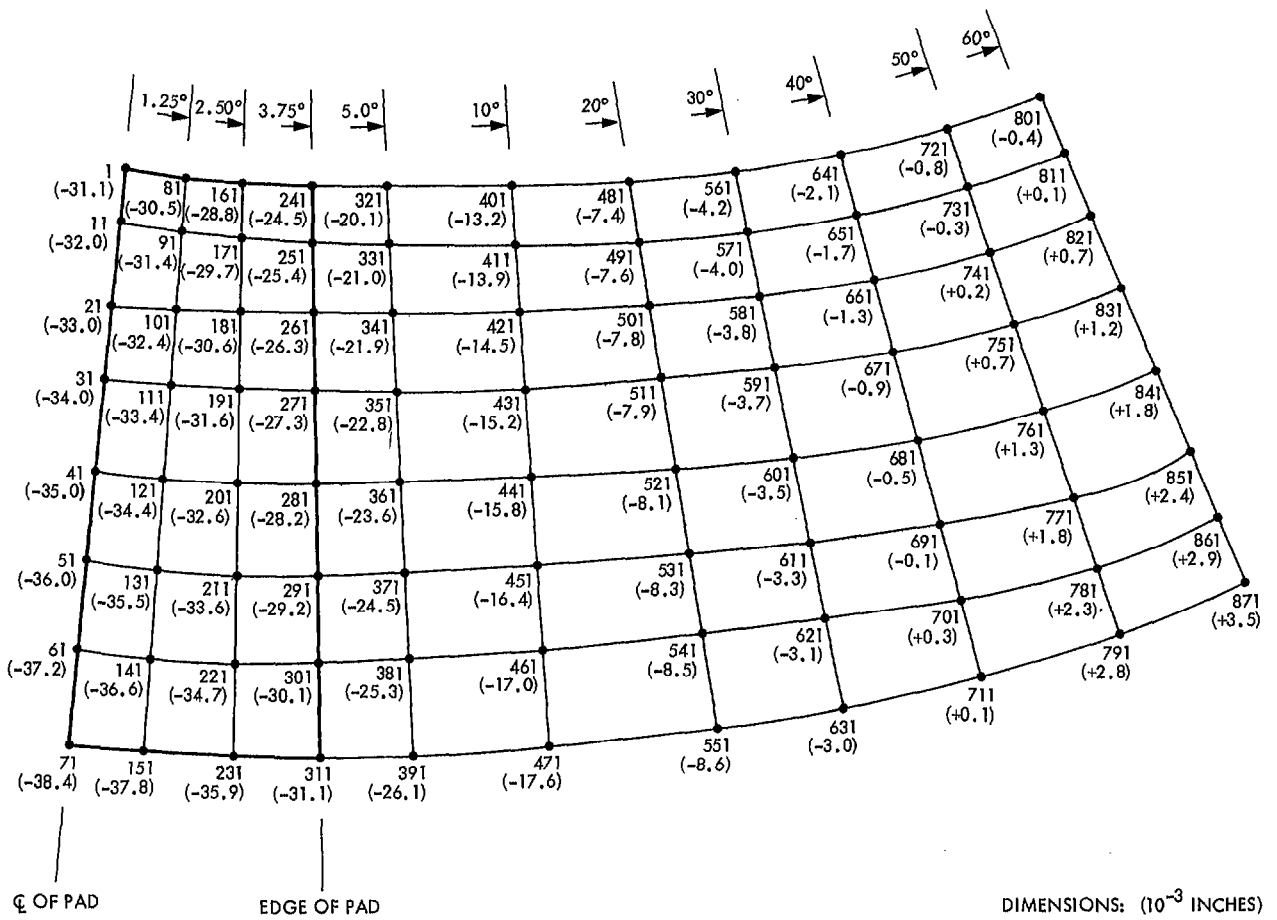 1.25° 2.50° 3.75° 5.0° 10° 20° 30° 40° 50° 60°
1 81 161 241 321 401 481 561 641 721 801
(-31.1) (-30.5) (-28.8) (-24.5) (-20.1) (-13.2) (-7.4) (-4.2) (-2.1) (-0.8) (-0.4)
11 91 171 251 331 411 491 571 651 731 811
(-32.0) (-31.4) (-29.7) (-25.4) (-21.0) (-13.9) (-7.6) (-4.0) (-1.7) (-0.3) (+0.1)
21 101 181 261 341 421 501 581 661 741 821
(-33.0) (-32.4) (-30.6) (-26.3) (-21.9) (-14.5) (-7.8) (-3.8) (-1.3) (+0.2) (+0.7)
31 111 191 271 351 431 511 591 671 751 831
(-34.0) (-33.4) (-31.6) (-27.3) (-22.8) (-15.2) (-7.9) (-3.7) (-0.9) (+0.7) (+1.2)
41 121 201 281 361 441 521 601 681 761 841
(-35.0) (-34.4) (-32.6) (-28.2) (-23.6) (-15.8) (-8.1) (-3.5) (-0.5) (+1.3) (+1.8)
51 131 211 291 371 451 531 611 691 771 851
(-36.0) (-35.5) (-33.6) (-29.2) (-24.5) (-16.4) (-8.3) (-3.3) (-0.1) (+1.8) (+2.4)
61 141 221 301 381 461 541 621 701 781 861
(-37.2) (-36.6) (-34.7) (-30.1) (-25.3) (-17.0) (-8.5) (-3.1) (+0.3) (+2.3) (+2.9)
71 151 231 311 391 471 551 631 711 791 871
(-38.4) (-37.8) (-35.9) (-31.1) (-26.1) (-17.6) (-8.6) (-3.0) (+0.1) (+2.8) (+3.5)
℄ OF PAD EDGE OF PAD DIMENSIONS: (10⁻³ INCHES)